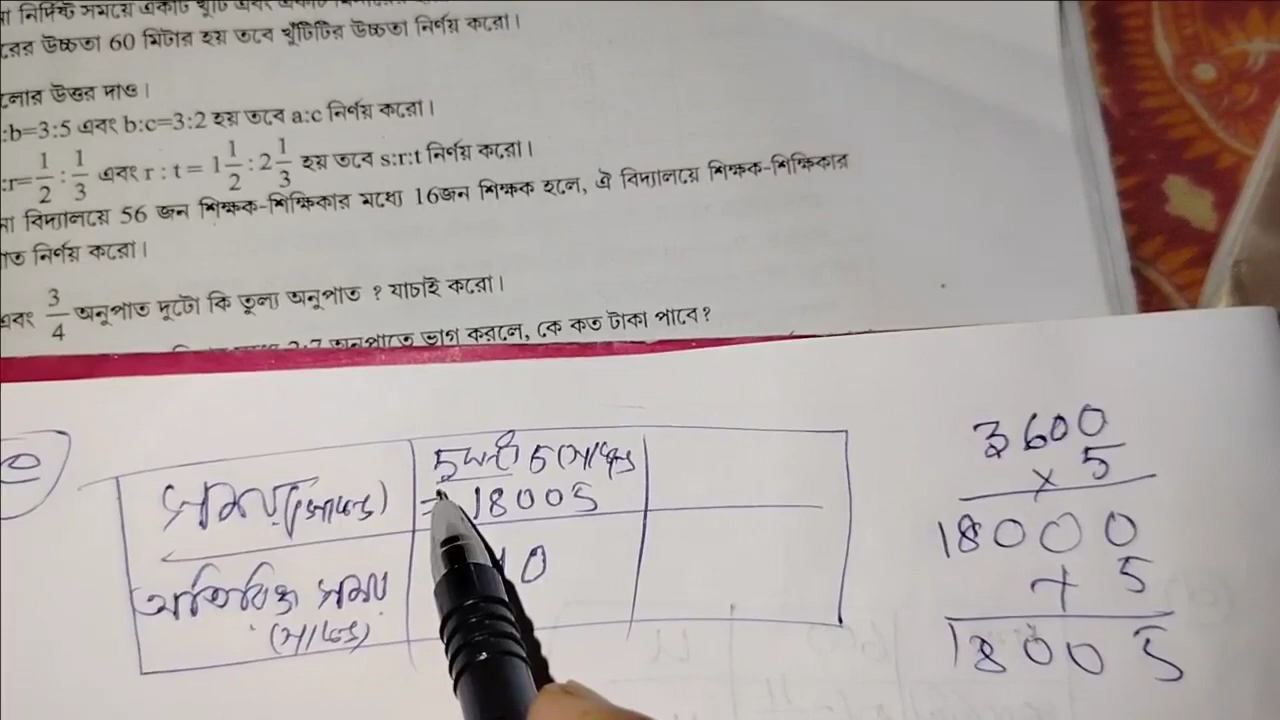 নির্দিষ্ট সময়ে একটি খুঁটি এবং
উচ্চতা 60 মিটার হয় তবে খুঁটিটির উচ্চতা নির্ণয় করো।
উত্তর দাও।
:b=3:5 এবং b:c=3:2 হয় তবে a:c নির্ণয় করো।
:r= 1/2 : 1/3 এবং r : t = 1 1/2 : 2 1/3 হয় তবে s:r:t নির্ণয় করো।
বিদ্যালয়ে 56 জন শিক্ষক-শিক্ষিকার মধ্যে 16জন শিক্ষক হলে, ঐ বিদ্যালয়ে শিক্ষক-শিক্ষিকার
নির্ণয় করো।
এবং 3/4 অনুপাত দুটো কি তুল্য অনুপাত ? যাচাই করো।
অনুপাতে ভাগ করলে, কে কত টাকা পাবে?
সময় (সেকেন্ড) 5 ঘন্টা 5 সেকেন্ড
18005
অতিরিক্ত সময় 0
(সেকেন্ড)
3600
× 5
18000
+ 5
18005